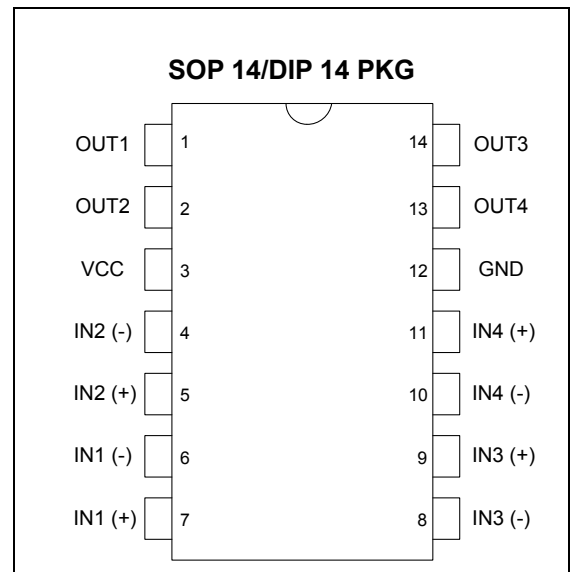 SOP 14/DIP 14 PKG
OUT1 1 14 OUT3
OUT2 2 13 OUT4
VCC 3 12 GND
IN2 (-) 4 11 IN4 (+)
IN2 (+) 5 10 IN4 (-)
IN1 (-) 6 9 IN3 (+)
IN1 (+) 7 8 IN3 (-)